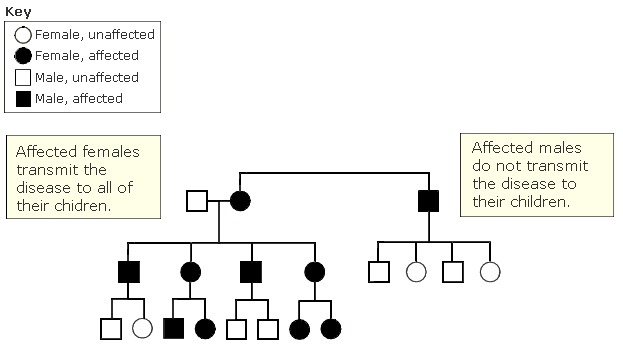 Key
Female, unaffected
Female, affected
Male, unaffected
Male, affected
Affected females
transmit the
disease to all of
their chidren.
Affected males
do not transmit
the disease to
their children.